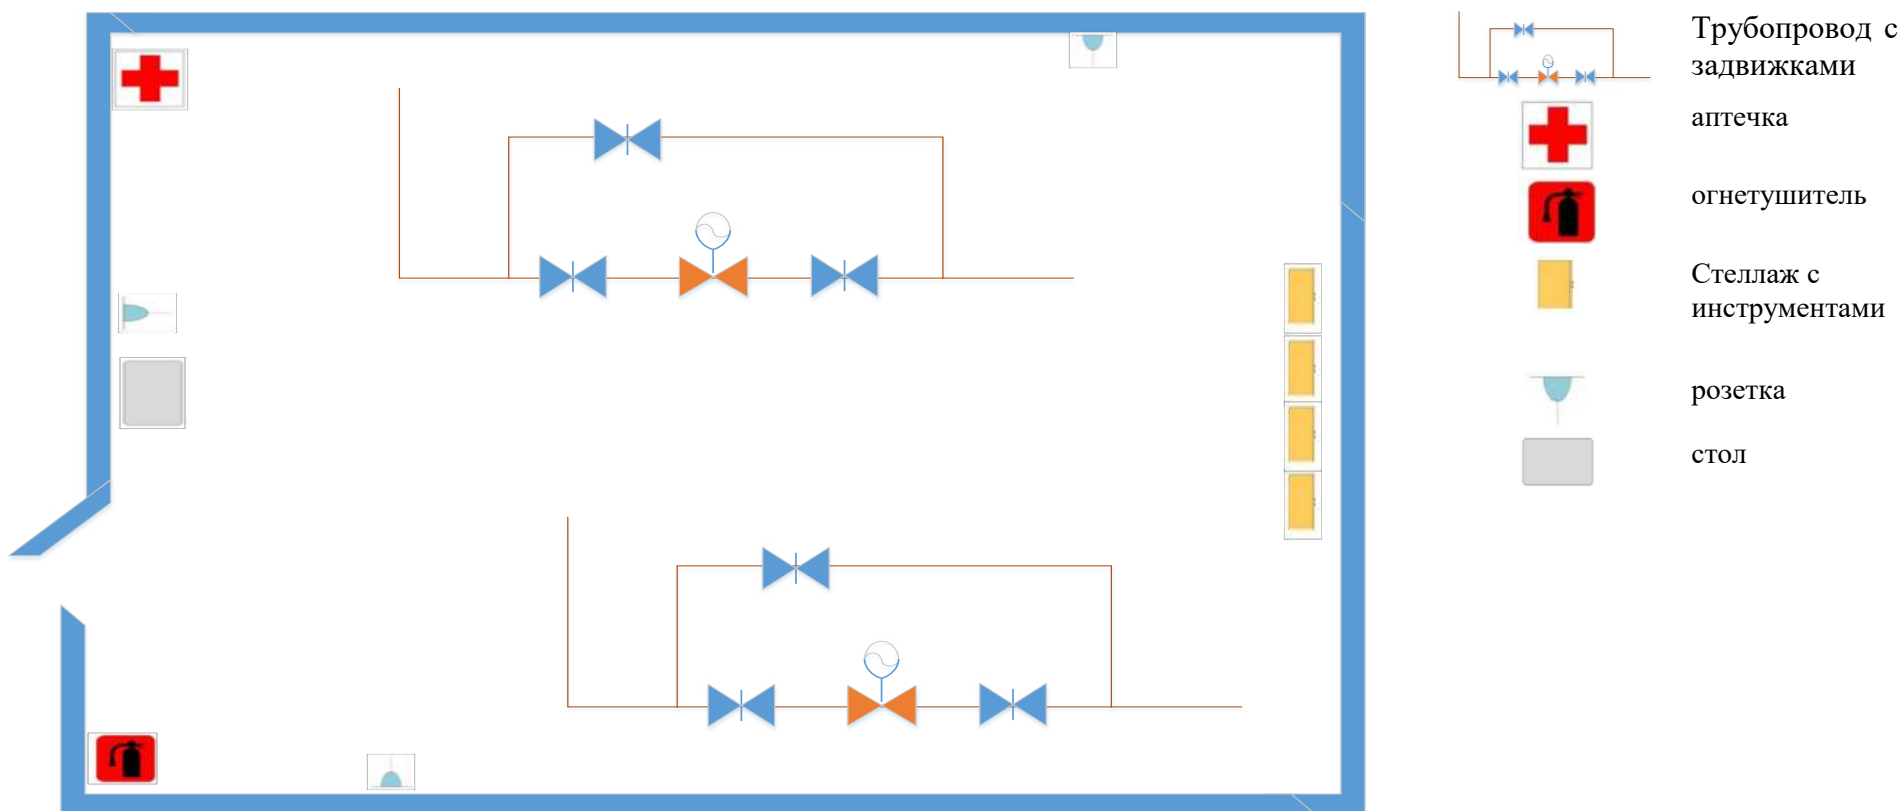 Трубопровод с
задвижками
аптечка
огнетушитель
Стеллаж с
инструментами
розетка
стол